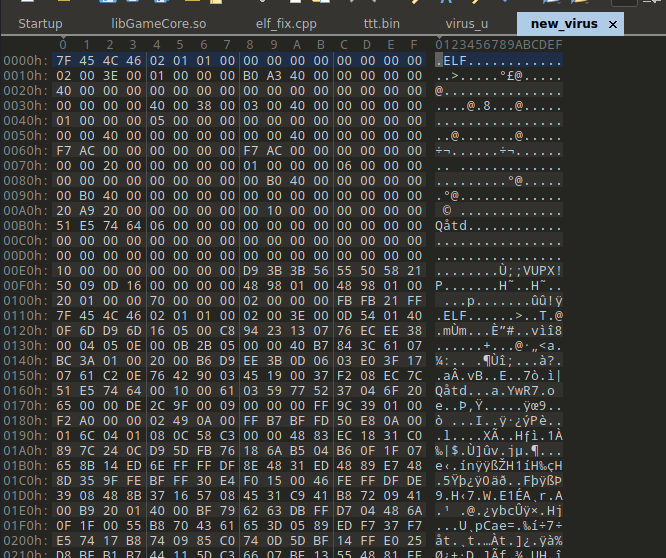 Startup libGameCore.so elf_fix.cpp ttt.bin virus_u new_virus ×
0 1 2 3 4 5 6 7 8 9 A B C D E F 0123456789ABCDEF
0000h: 7F 45 4C 46 02 01 01 00 00 00 00 00 00 00 00 00 .ELF............
0010h: 02 00 3E 00 01 00 00 00 B0 A3 40 00 00 00 00 00 ..>.....°£@.....
0020h: 40 00 00 00 00 00 00 00 00 00 00 00 00 00 00 00 @...............
0030h: 00 00 00 00 40 00 38 00 03 00 40 00 00 00 00 00 ....@.8...@.....
0040h: 01 00 00 00 05 00 00 00 00 00 00 00 00 00 00 00 ................
0050h: 00 00 40 00 00 00 00 00 00 00 40 00 00 00 00 00 ..@.......@.....
0060h: F7 AC 00 00 00 00 00 00 F7 AC 00 00 00 00 00 00 ÷¬......÷¬......
0070h: 00 00 20 00 00 00 00 00 01 00 00 00 06 00 00 00 .. .............
0080h: 00 00 00 00 00 00 00 00 00 B0 40 00 00 00 00 00 .........°@.....
0090h: 00 B0 40 00 00 00 00 00 00 00 00 00 00 00 00 00 .°@.............
00A0h: 20 A9 20 00 00 00 00 00 00 10 00 00 00 00 00 00 © .............
00B0h: 51 E5 74 64 06 00 00 00 00 00 00 00 00 00 00 00 Qåtd............
00C0h: 00 00 00 00 00 00 00 00 00 00 00 00 00 00 00 00 ................
00D0h: 00 00 00 00 00 00 00 00 00 00 00 00 00 00 00 00 ................
00E0h: 10 00 00 00 00 00 00 00 D9 3B 3B 56 55 50 58 21 ........Ù;;VUPX!
00F0h: 50 09 0D 16 00 00 00 00 48 98 01 00 48 98 01 00 P.......H˜..H˜..
0100h: 20 01 00 00 70 00 00 00 02 00 00 00 FB FB 21 FF ...p.......ûû!ÿ
0110h: 7F 45 4C 46 02 01 01 00 02 00 3E 00 0D 54 01 40 .ELF......>..T.@
0120h: 0F 6D D9 6D 16 05 00 C8 94 23 13 07 76 EC EE 38 .mÙm...È”#..vìî8
0130h: 00 04 05 0E 00 0B 2B 05 00 00 40 B7 84 3C 61 07 ......+...@·„<a.
0140h: BC 3A 01 00 20 00 B6 D9 EE 3B 0D 06 03 E0 3F 17 ¼:.. .¶Ùî;...à?.
0150h: 07 61 C2 0E 76 42 90 03 45 19 00 37 F2 08 EC 7C .aÂ.vB..E..7ò.ì|
0160h: 51 E5 74 64 00 10 00 61 03 59 77 52 37 04 6F 20 Qåtd...a.YwR7.o
0170h: 65 00 00 DE 2C 9F 00 09 00 00 00 FF 9C 39 01 00 e..Þ,Ÿ.....ÿœ9..
0180h: F2 A0 00 00 02 49 0A 00 FF B7 BF FD 50 E8 0A 00 ò ...I..ÿ·¿ýPè..
0190h: 01 6C 04 01 08 0C 58 C3 00 00 48 83 EC 18 31 C0 .l....XÃ..Hƒì.1À
01A0h: 89 7C 24 0C D9 5D FB 76 18 6A B5 04 B6 0F 1F 07 ‰|$.Ù]ûv.jµ.¶...
01B0h: 65 8B 14 ED 6E FF FF DF 8E 48 31 ED 48 89 E7 48 e‹.ínÿÿßŽH1íH‰çH
01C0h: 8D 35 9F FE BF FF 30 E4 F0 15 00 46 FE FF DF DE .5Ÿþ¿ÿ0äð..FþÿßÞ
01D0h: 39 08 48 8B 37 16 57 08 45 31 C9 41 B8 72 09 41 9.H‹7.W.E1ÉA¸r.A
01E0h: 00 B9 20 01 40 00 BF 79 62 63 DB FF D7 04 48 6A .¹ .@.¿ybcÛÿ×.Hj
01F0h: 0F 1F 00 55 B8 70 43 61 65 3D 05 89 ED F7 37 F7 ...U¸pCae=.‰í÷7÷